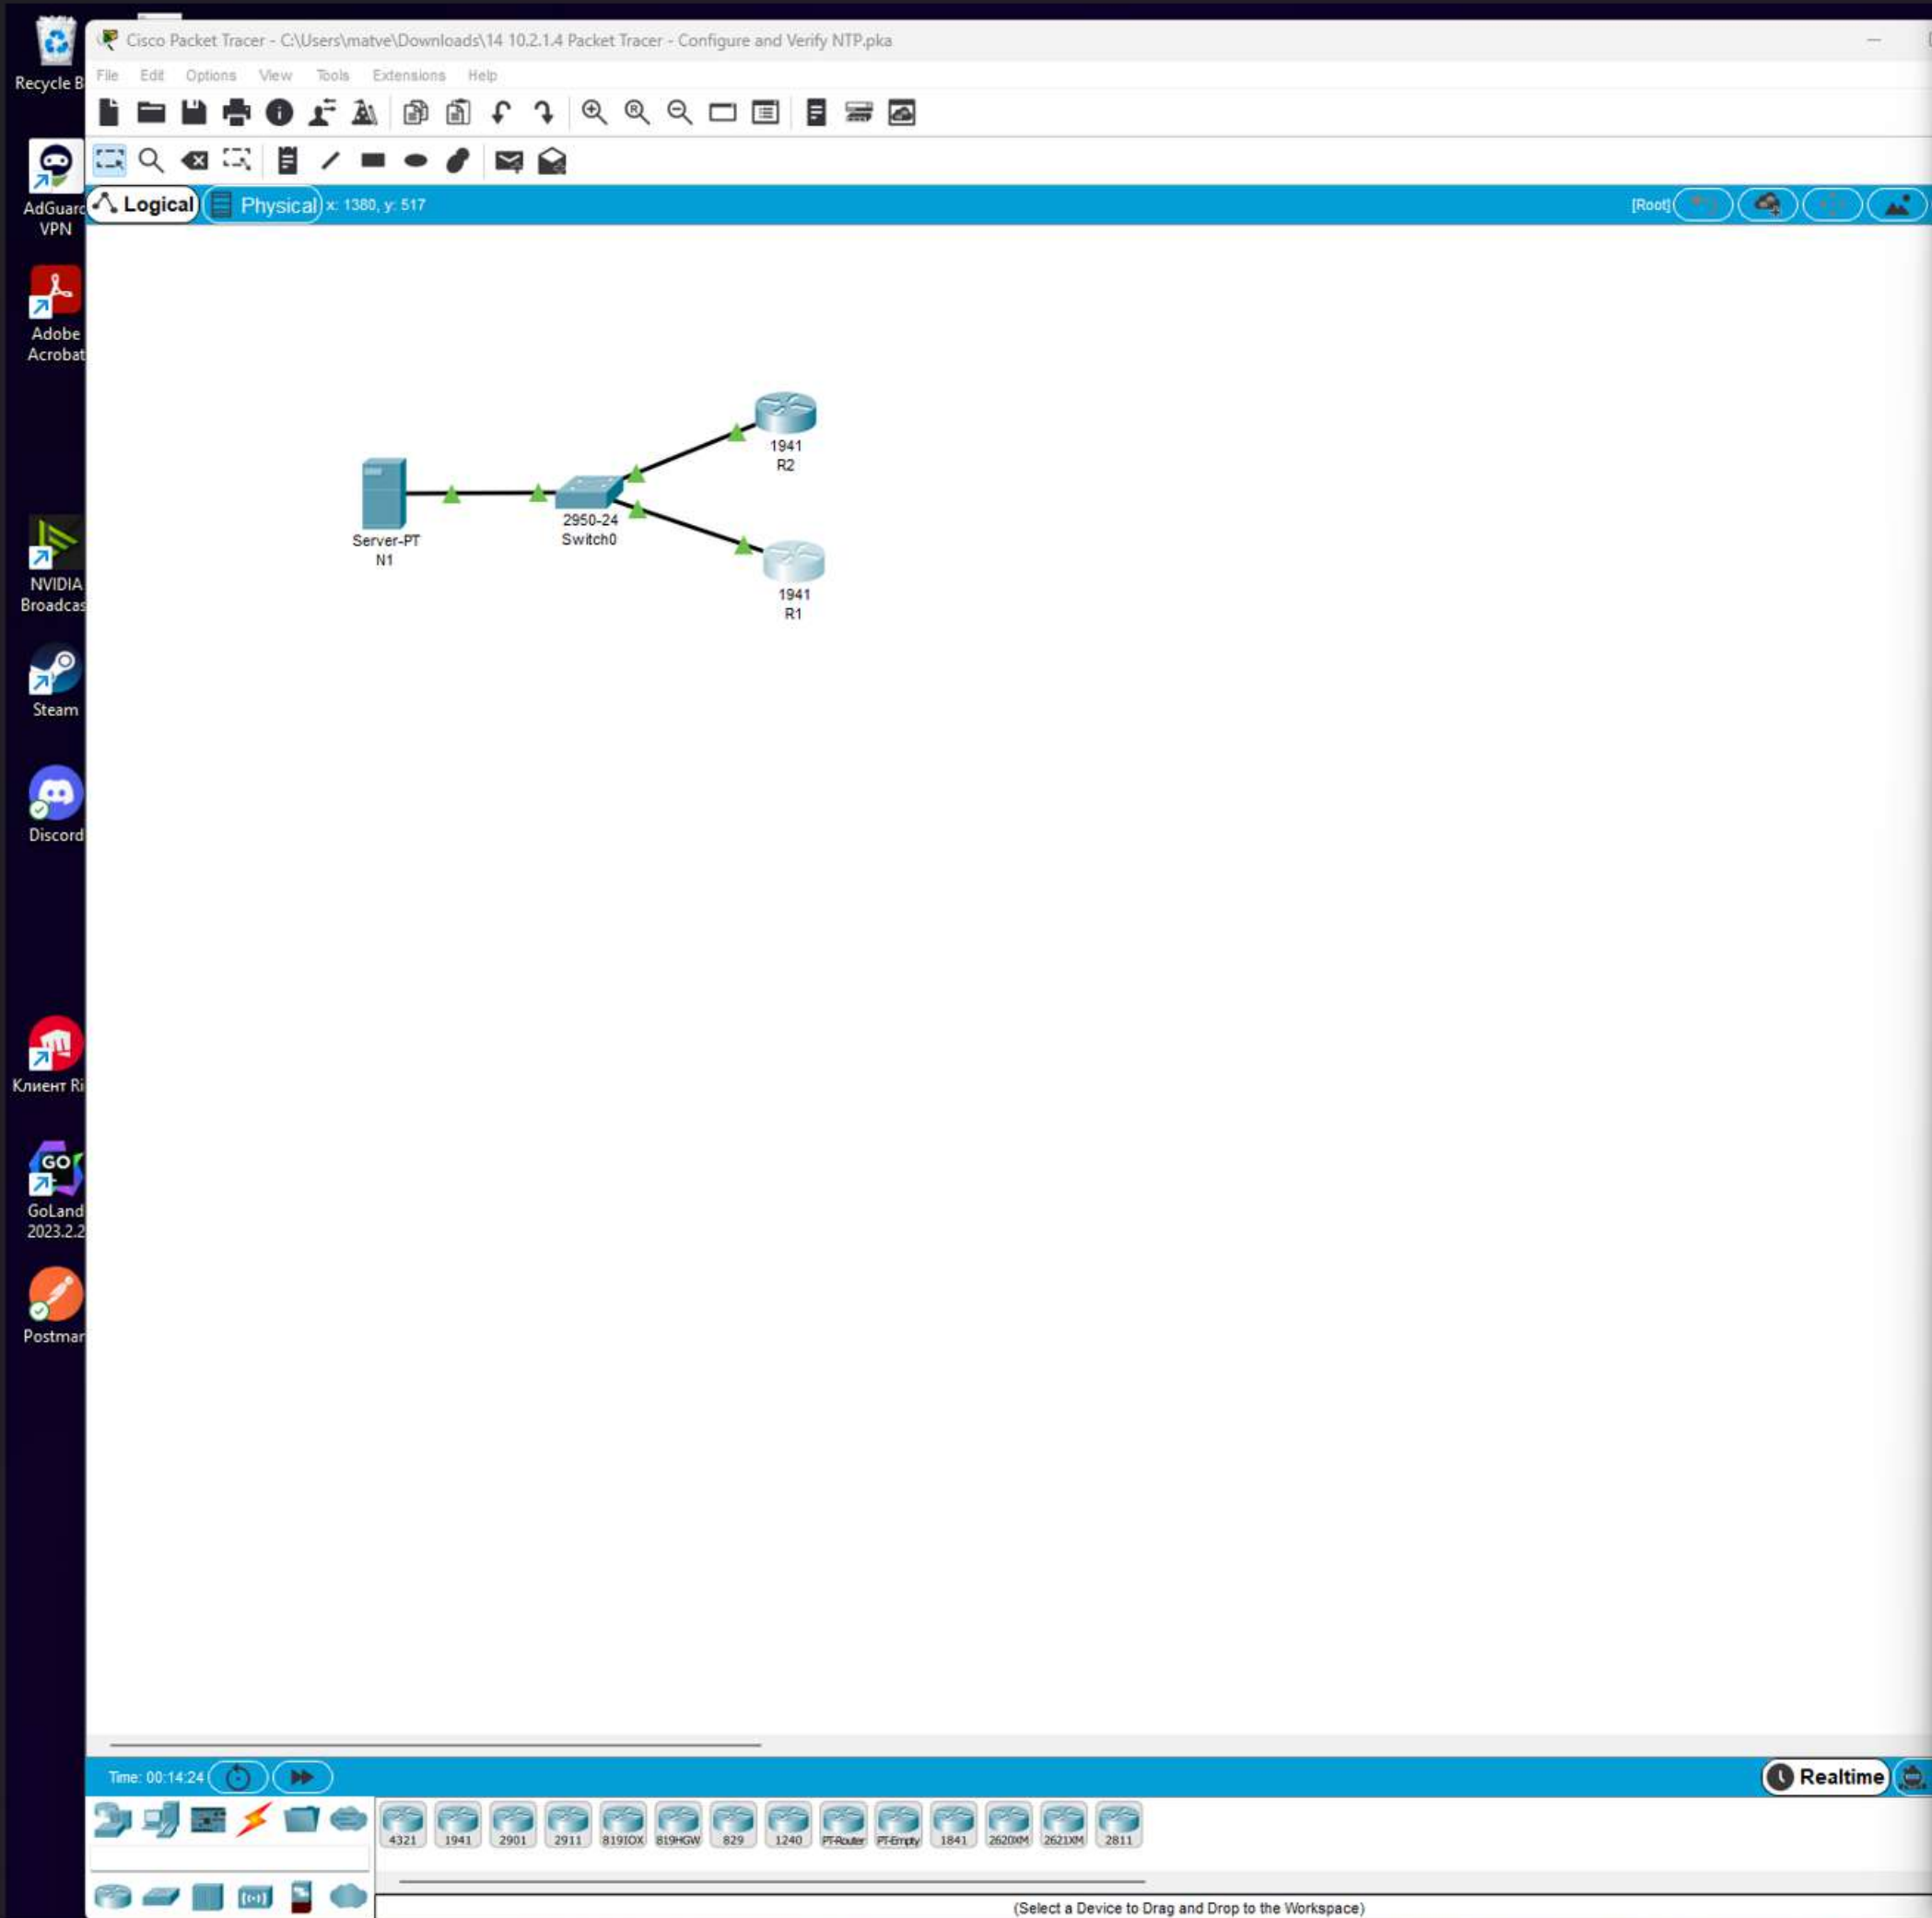 Cisco Packet Tracer - C:\Users\matve\Downloads\14 10.2.1.4 Packet Tracer - Configure and Verify NTP.pka
File Edit Options View Tools Extensions Help
Logical Physical x: 1380, y: 517 [Root]
Recycle B
AdGuard
VPN
Adobe
Acrobat
NVIDIA
Broadcas
Steam
Discord
Клиент Ri
GO
GoLand
2023.2.2
Postmar
1941
R2
2950-24
Switch0
Server-PT
N1
1941
R1
Time: 00:14:24 Realtime
4321 1941 2901 2911 819IOX 819HGW 829 1240 PT-Router PT-Empty 1841 2620XM 2621XM 2811
(Select a Device to Drag and Drop to the Workspace)